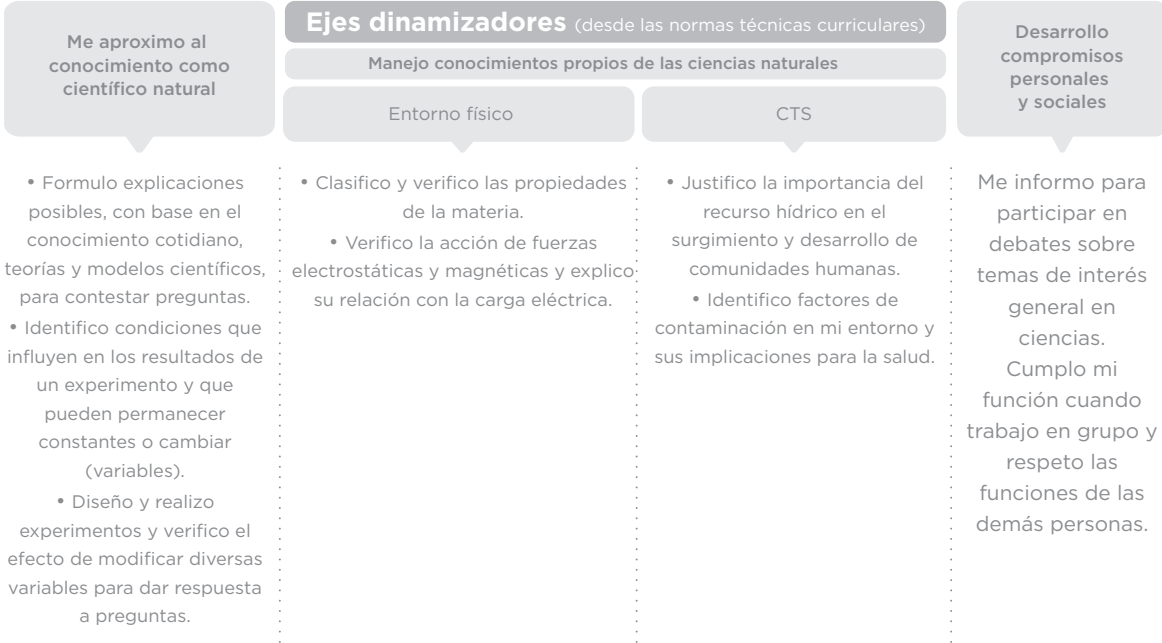 Me aproximo al
conocimiento como
científico natural
Ejes dinamizadores (desde las normas técnicas curriculares)
Manejo conocimientos propios de las ciencias naturales
Entorno físico
CTS
Desarrollo
compromisos
personales
y sociales
• Formulo explicaciones
posibles, con base en el
conocimiento cotidiano,
teorías y modelos científicos,
para contestar preguntas.
• Identifico condiciones que
influyen en los resultados de
un experimento y que
pueden permanecer
constantes o cambiar
(variables).
• Diseño y realizo
experimentos y verifico el
efecto de modificar diversas
variables para dar respuesta
a preguntas.
• Clasifico y verifico las propiedades
de la materia.
• Verifico la acción de fuerzas
electrostáticas y magnéticas y explico
su relación con la carga eléctrica.
• Justifico la importancia del
recurso hídrico en el
surgimiento y desarrollo de
comunidades humanas.
• Identifico factores de
contaminación en mi entorno y
sus implicaciones para la salud.
Me informo para
participar en
debates sobre
temas de interés
general en
ciencias.
Cumplo mi
función cuando
trabajo en grupo y
respeto las
funciones de las
demás personas.